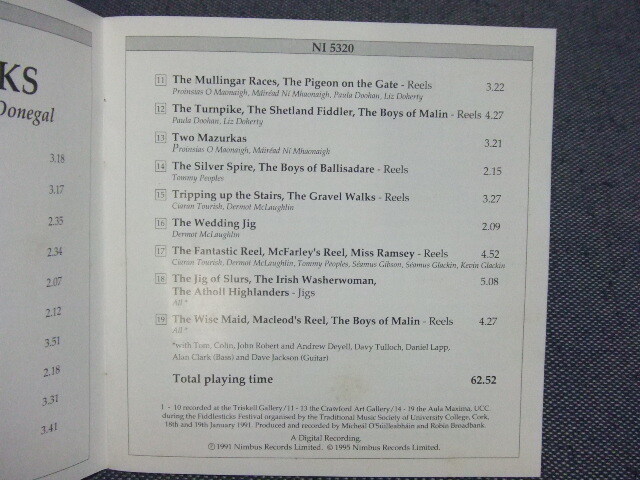 KS
Donegal
3.18
3.17
2.35
2.34
2.07
2.12
3.51
2.18
3.31
3.41
NI 5320
11 The Mullingar Races, The Pigeon on the Gate - Reels 3.22
Proinsias O Maonaigh, Máiréad Ní Mhaonaigh, Paula Doohan, Liz Doherty
12 The Turnpike, The Shetland Fiddler, The Boys of Malin - Reels 4.27
Paula Doohan, Liz Doherty
13 Two Mazurkas 3.21
Proinsias O Maonaigh, Máiréad Ní Mhaonaigh
14 The Silver Spire, The Boys of Ballisadare - Reels 2.15
Tommy Peoples
15 Tripping up the Stairs, The Gravel Walks - Reels 3.27
Ciaran Tourish, Dermot McLaughlin
16 The Wedding Jig 2.09
Dermot McLaughlin
17 The Fantastic Reel, McFarley's Reel, Miss Ramsey - Reels 4.52
Ciaran Tourish, Dermot McLaughlin, Tommy Peoples, Séamus Gibson, Séamus Glackin, Kevin Glackin
18 The Jig of Slurs, The Irish Washerwoman, 5.08
The Atholl Highlanders - Jigs
All *
19 The Wise Maid, Macleod's Reel, The Boys of Malin - Reels 4.27
All *
*with Tom, Colin, John Robert and Andrew Deyell, Davy Tulloch, Daniel Lapp,
Alan Clark (Bass) and Dave Jackson (Guitar)
Total playing time 62.52
1 - 10 recorded at the Triskell Gallery/11 - 13 the Crawford Art Gallery/14 - 19 the Aula Maxima, UCC
during the Fiddlesticks Festival organised by the Traditional Music Society of University College, Cork,
16th and 19th January 1991. Produced and recorded by Mícheál O'Súilleabháin and Robin Broadbank.
A Digital Recording.
Ⓟ 1991 Nimbus Records Limited. © 1995 Nimbus Records Limited.